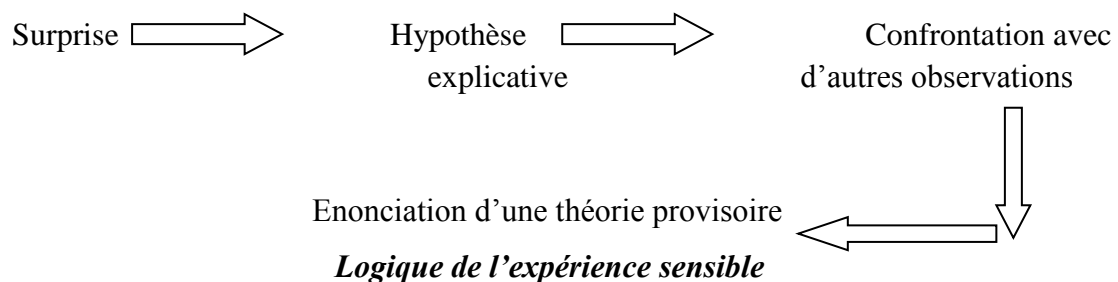 Surprise Hypothèse Confrontation avec
explicative d’autres observations
Enonciation d’une théorie provisoire
Logique de l’expérience sensible